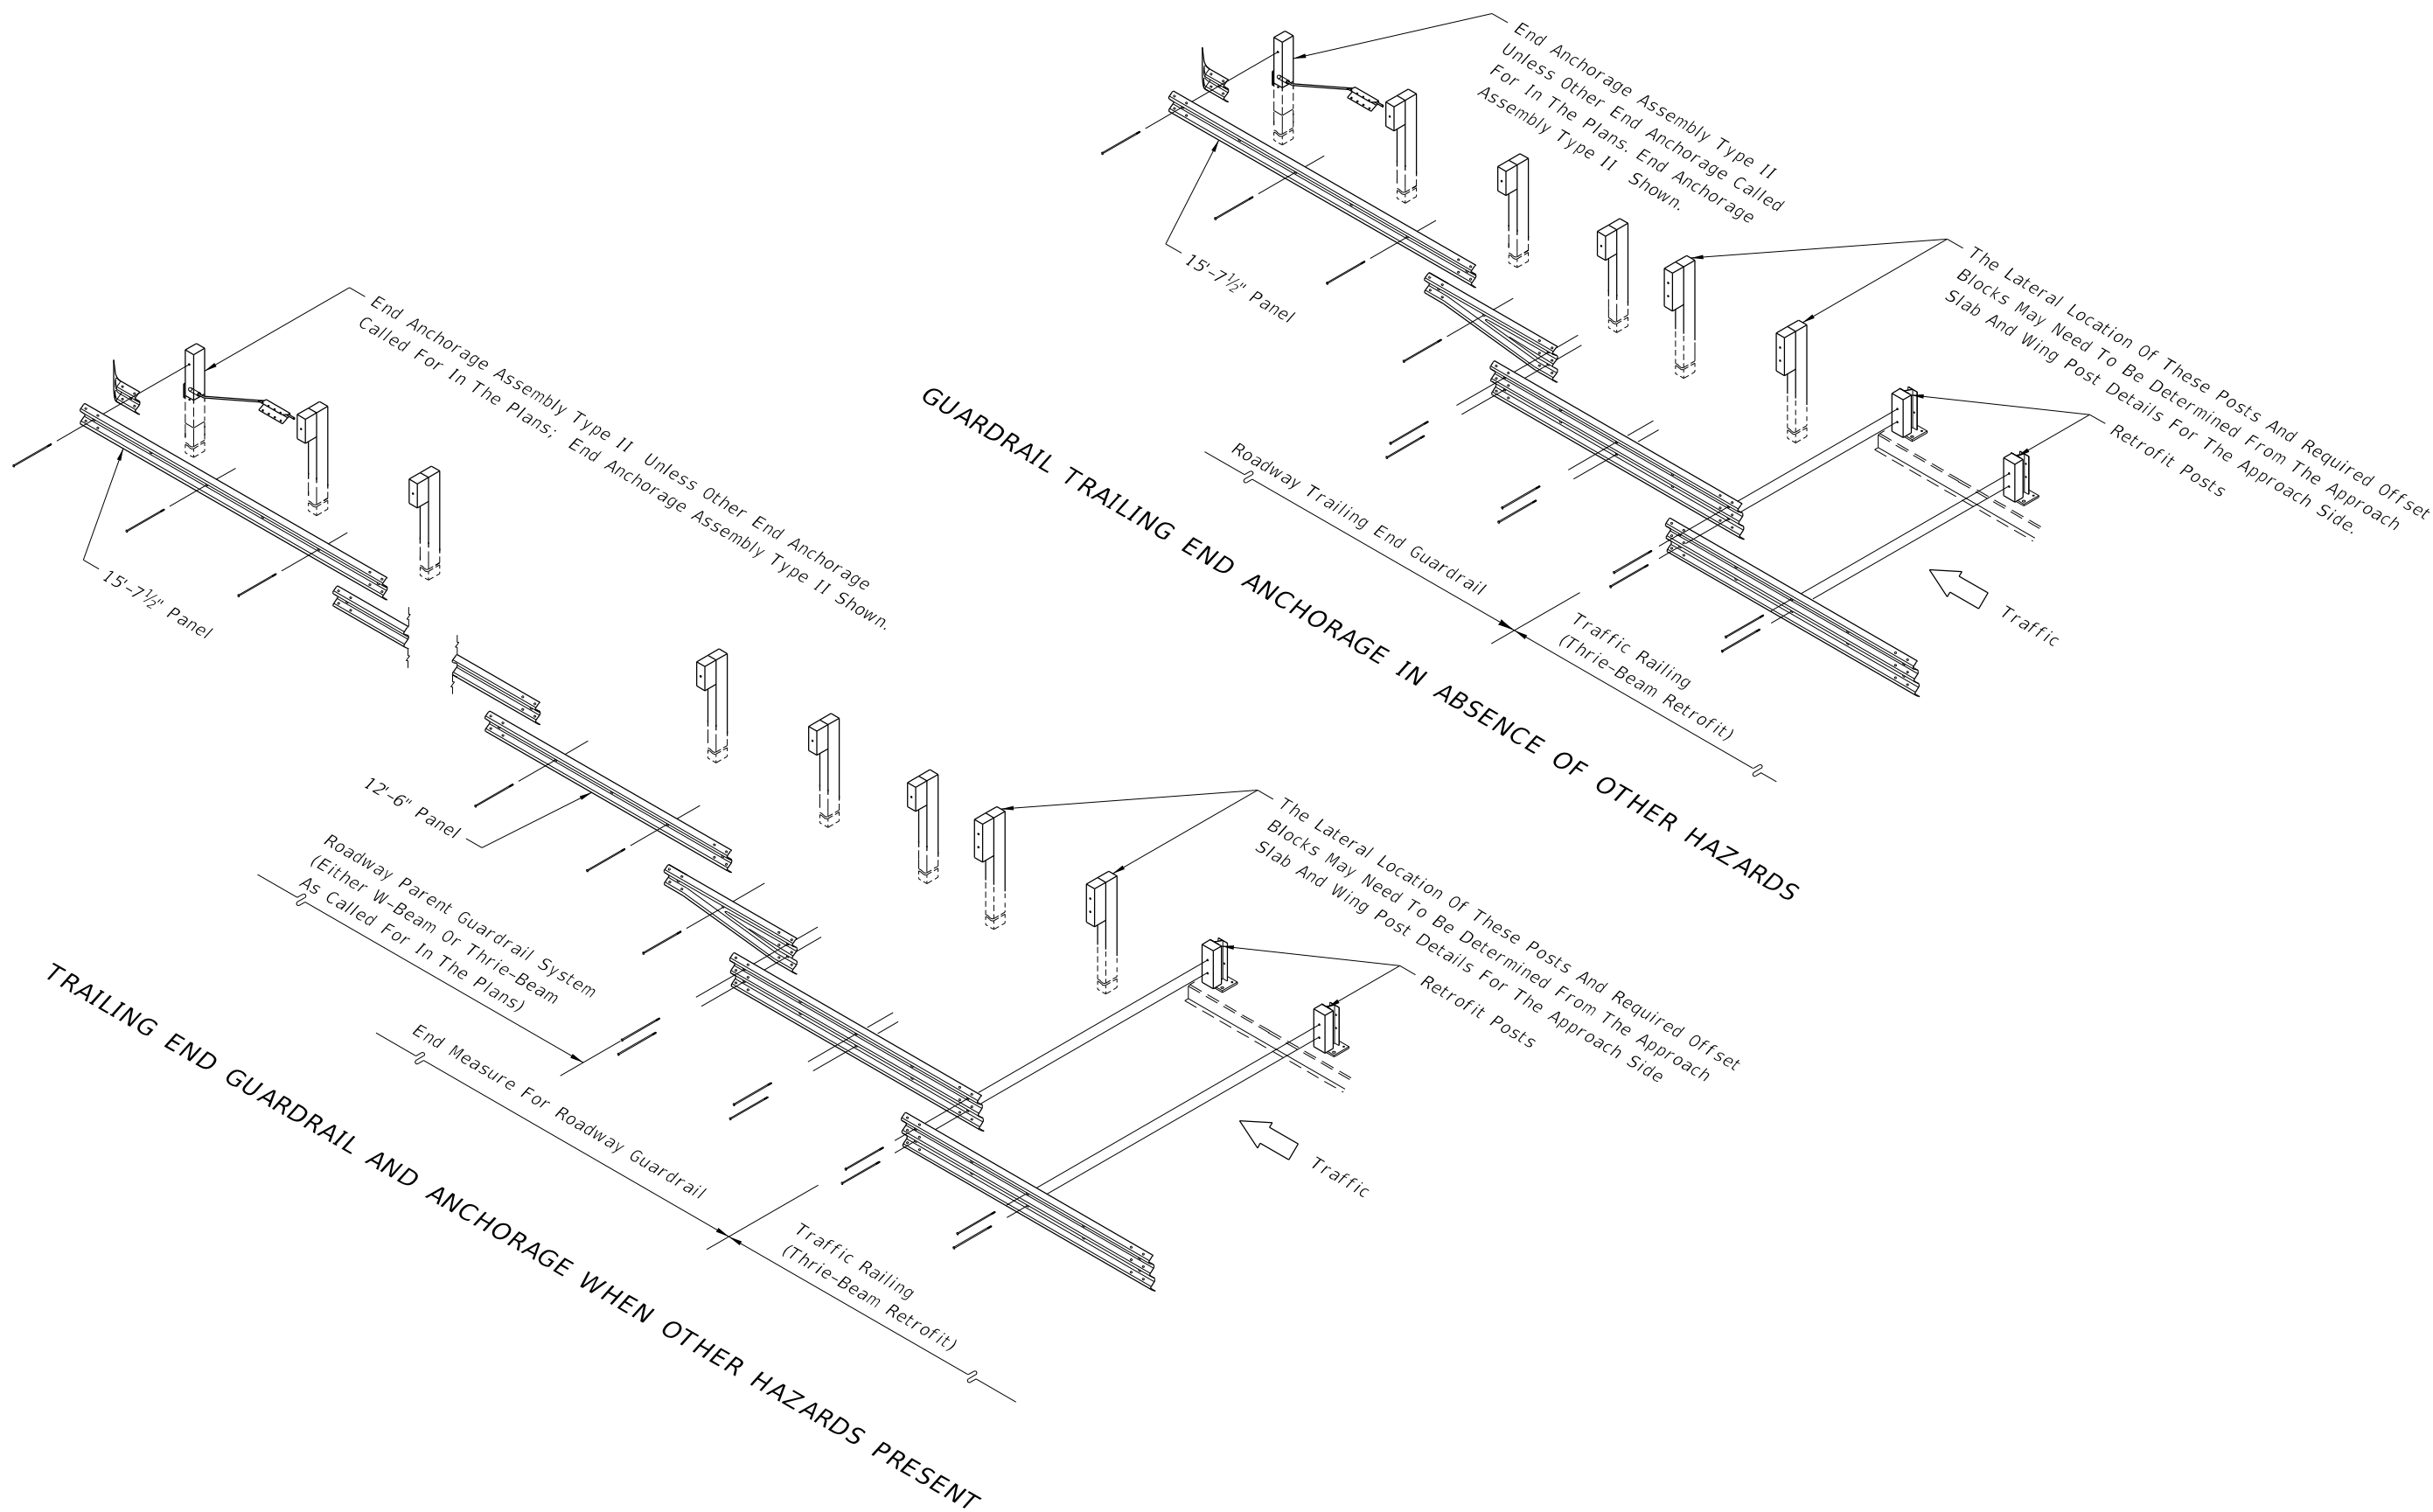 End Anchorage Assembly Type II
Unless Other End Anchorage Called
For In The Plans. End Anchorage
Assembly Type II Shown.
15'-7½" Panel
The Lateral Location Of These Posts And Required Offset
Blocks May Need To Be Determined From The Approach
Slab And Wing Post Details For The Approach Side.
Retrofit Posts
Roadway Trailing End Guardrail
Traffic Railing
(Thrie-Beam Retrofit)
Traffic
GUARDRAIL TRAILING END ANCHORAGE IN ABSENCE OF OTHER HAZARDS
End Anchorage Assembly Type II Unless Other End Anchorage
Called For In The Plans; End Anchorage Assembly Type II Shown.
15'-7½" Panel
12'-6" Panel
Roadway Parent Guardrail System
(Either W-Beam Or Thrie-Beam
As Called For In The Plans)
End Measure For Roadway Guardrail
The Lateral Location Of These Posts And Required Offset
Blocks May Need To Be Determined From The Approach
Slab And Wing Post Details For The Approach Side
Retrofit Posts
Traffic
Traffic Railing
(Thrie-Beam Retrofit)
TRAILING END GUARDRAIL AND ANCHORAGE WHEN OTHER HAZARDS PRESENT